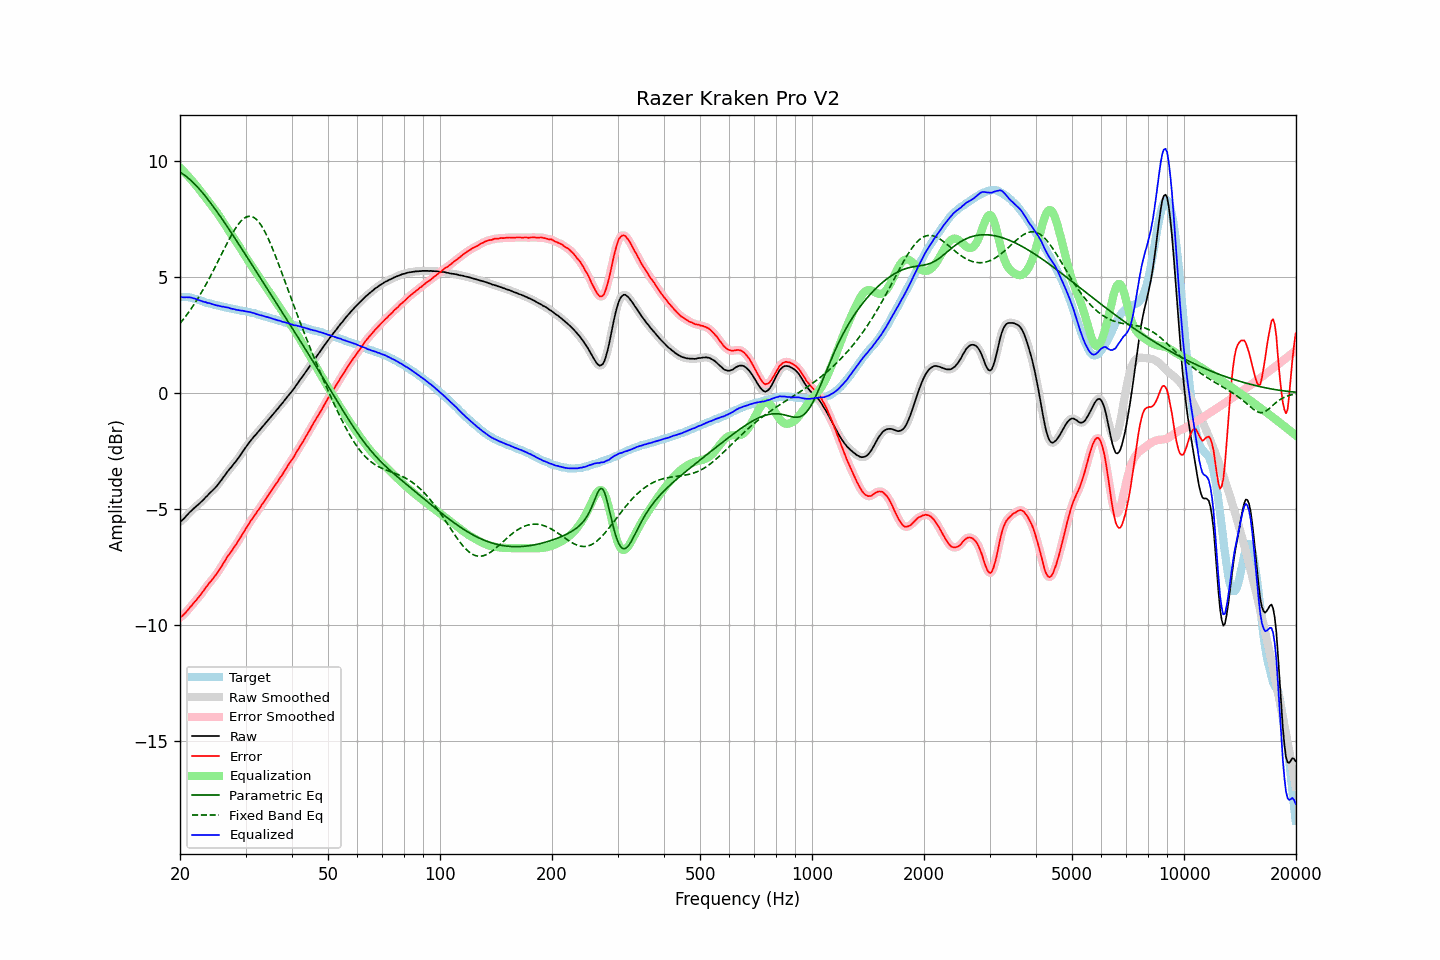 Razer Kraken Pro V2
Amplitude (dBr)
10
5
0
−5
−10
−15
Target
Raw Smoothed
Error Smoothed
Raw
Error
Equalization
Parametric Eq
Fixed Band Eq
Equalized
20 50 100 200 500 1000 2000 5000 10000 20000
Frequency (Hz)